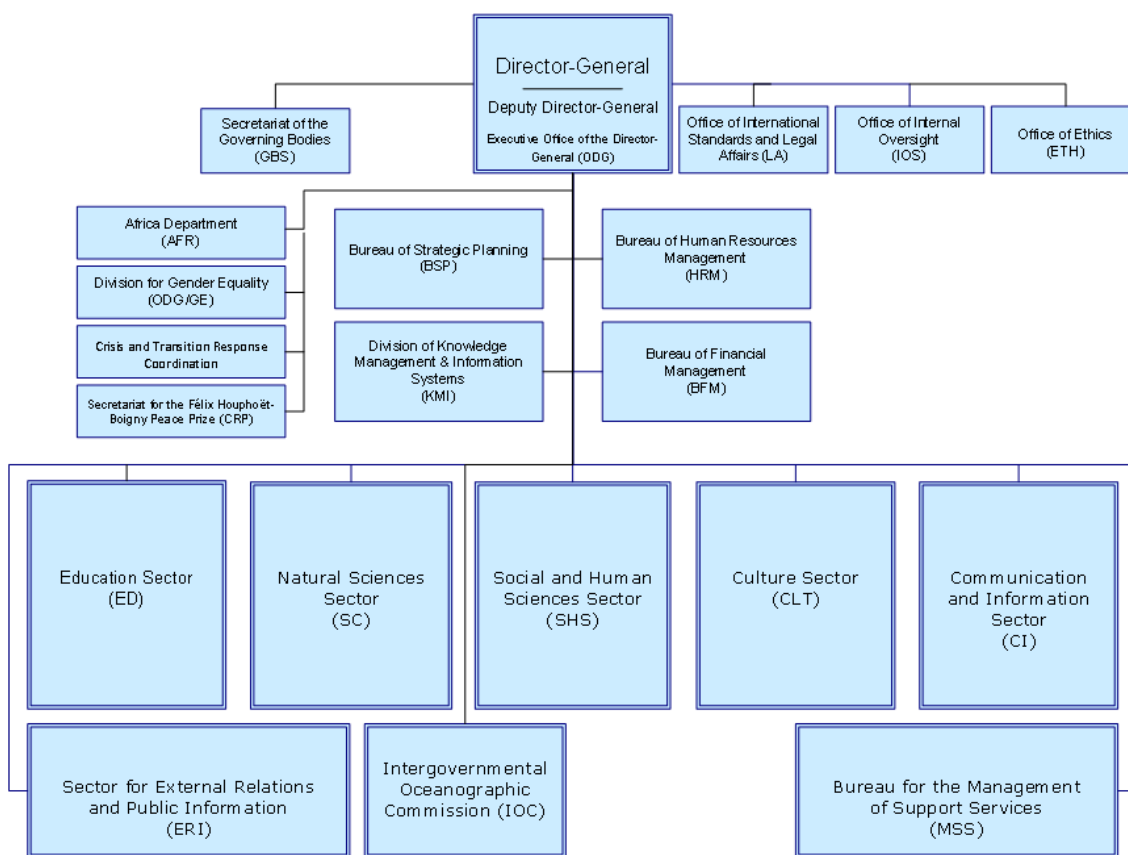 Director-General
Deputy Director-General
Executive Office of the Director-
General (ODG)
Secretariat of the
Governing Bodies
(GBS)
Office of International
Standards and Legal
Affairs (LA)
Office of Internal
Oversight
(IOS)
Office of Ethics
(ETH)
Africa Department
(AFR)
Division for Gender Equality
(ODG/GE)
Crisis and Transition Response
Coordination
Secretariat for the Félix Houphoët-
Boigny Peace Prize (CRP)
Bureau of Strategic Planning
(BSP)
Bureau of Human Resources
Management
(HRM)
Division of Knowledge
Management & Information
Systems
(KMI)
Bureau of Financial
Management
(BFM)
Education Sector
(ED)
Natural Sciences
Sector
(SC)
Social and Human
Sciences Sector
(SHS)
Culture Sector
(CLT)
Communication
and Information
Sector
(CI)
Sector for External Relations
and Public Information
(ERI)
Intergovernmental
Oceanographic
Commission (IOC)
Bureau for the Management
of Support Services
(MSS)